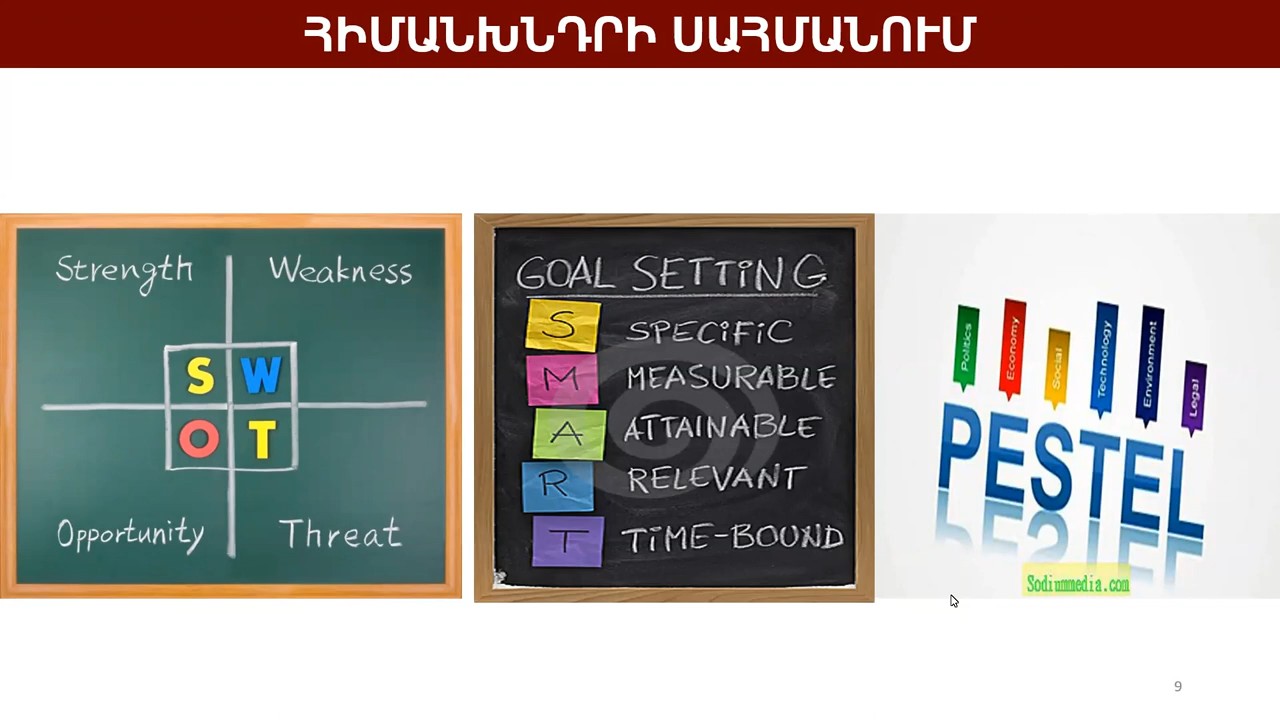 ՀԻՄԱՆԽՆԴՐԻ ՍԱՀՄԱՆՈՒՄ
Strength Weakness
S W
O T
Opportunity Threat
GOAL SETTING
S SPECIFIC
M MEASURABLE
A ATTAINABLE
R RELEVANT
T TIME-BOUND
Politics
Economy
Social
Technology
Environment
Legal
PESTEL
Sodiummedia.com
9